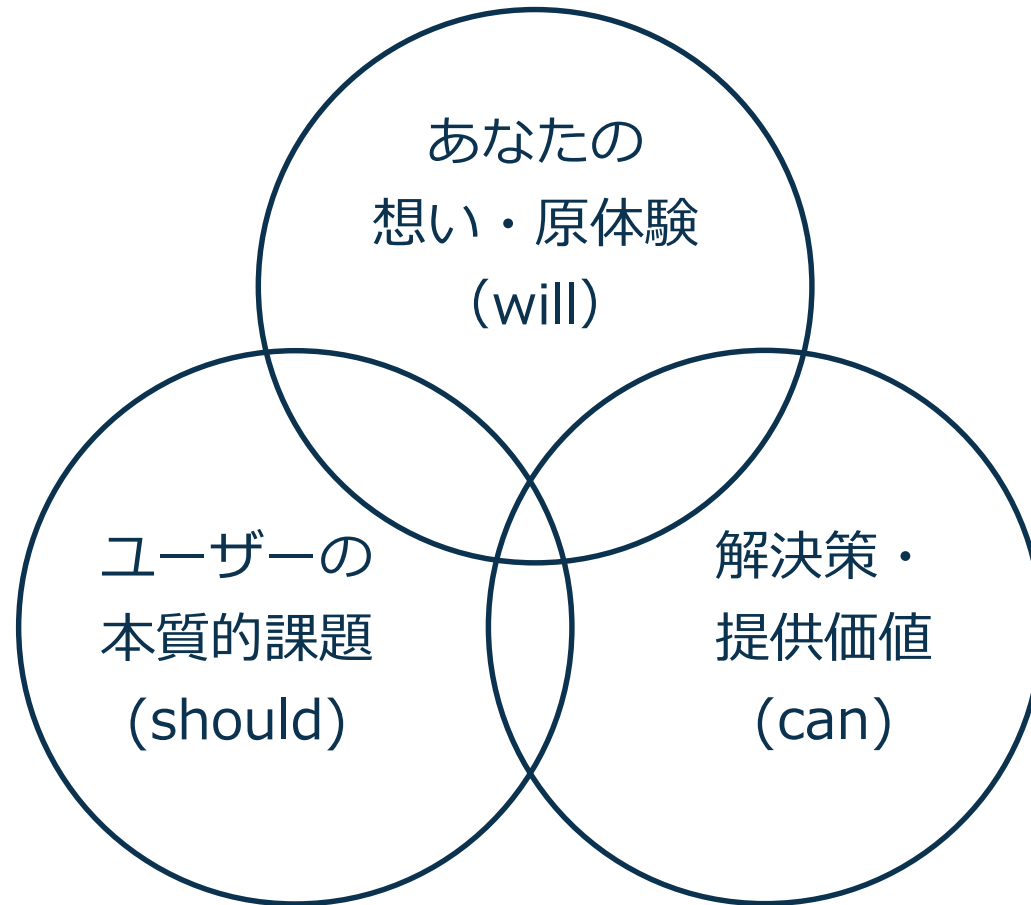 あなたの
想い・原体験
（will）
ユーザーの
本質的課題
(should)
解決策・
提供価値
（can）